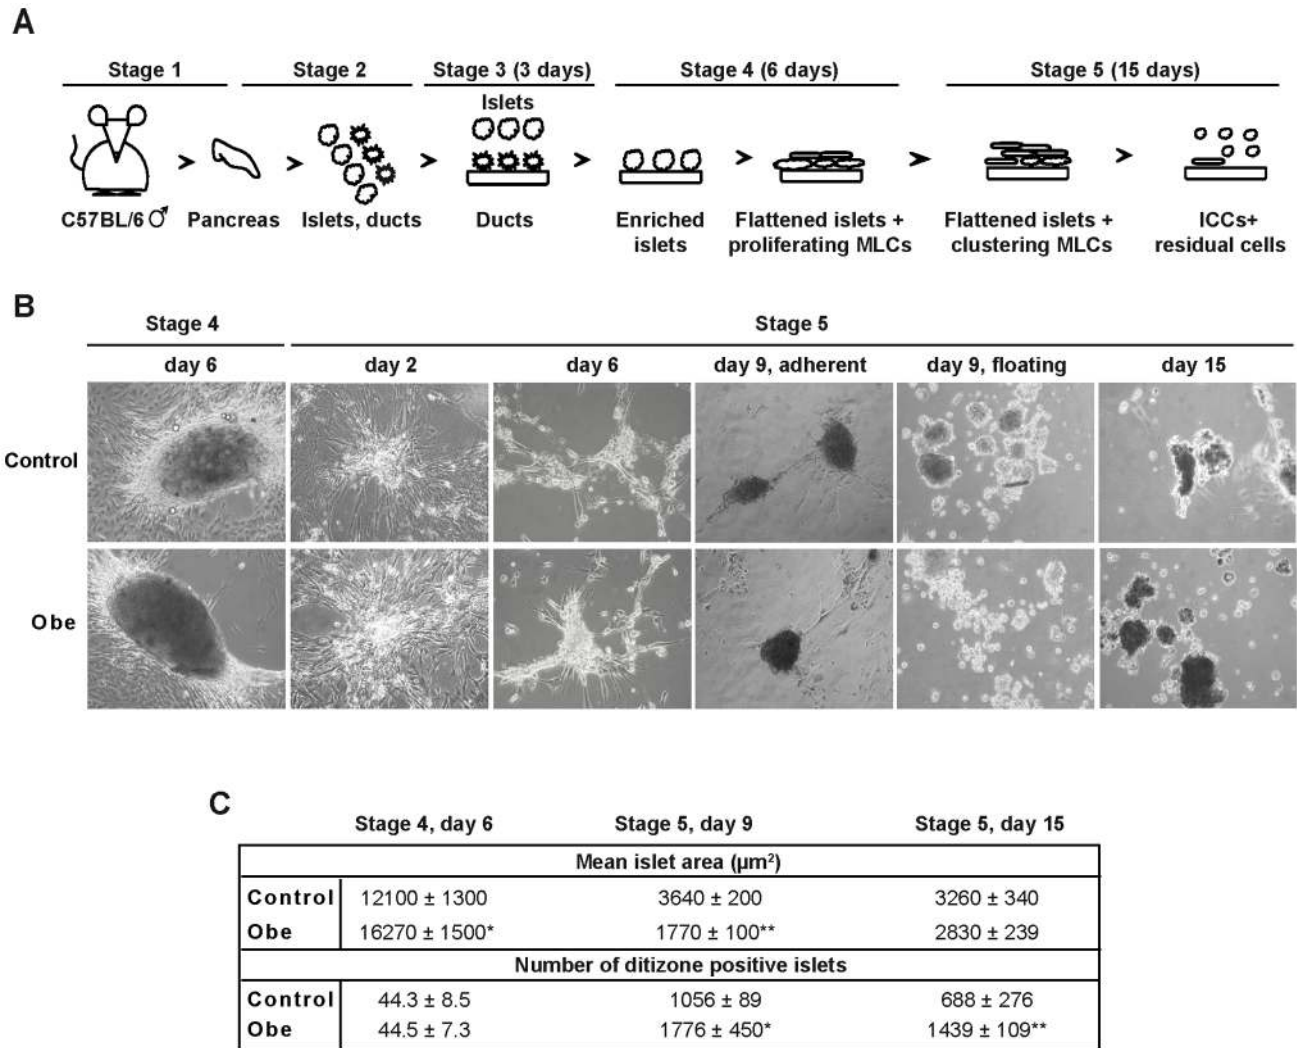 A
Stage 1 Stage 2 Stage 3 (3 days) Stage 4 (6 days) Stage 5 (15 days)
Islets
C57BL/6 ♂ Pancreas Islets, ducts Ducts Enriched islets Flattened islets + proliferating MLCs Flattened islets + clustering MLCs ICCs+ residual cells
B
Stage 4 Stage 5
day 6 day 2 day 6 day 9, adherent day 9, floating day 15
Control
Obe
C
Stage 4, day 6 Stage 5, day 9 Stage 5, day 15
Mean islet area (µm²)
Control 12100 ± 1300 3640 ± 200 3260 ± 340
Obe 16270 ± 1500* 1770 ± 100** 2830 ± 239
Number of ditizone positive islets
Control 44.3 ± 8.5 1056 ± 89 688 ± 276
Obe 44.5 ± 7.3 1776 ± 450* 1439 ± 109**